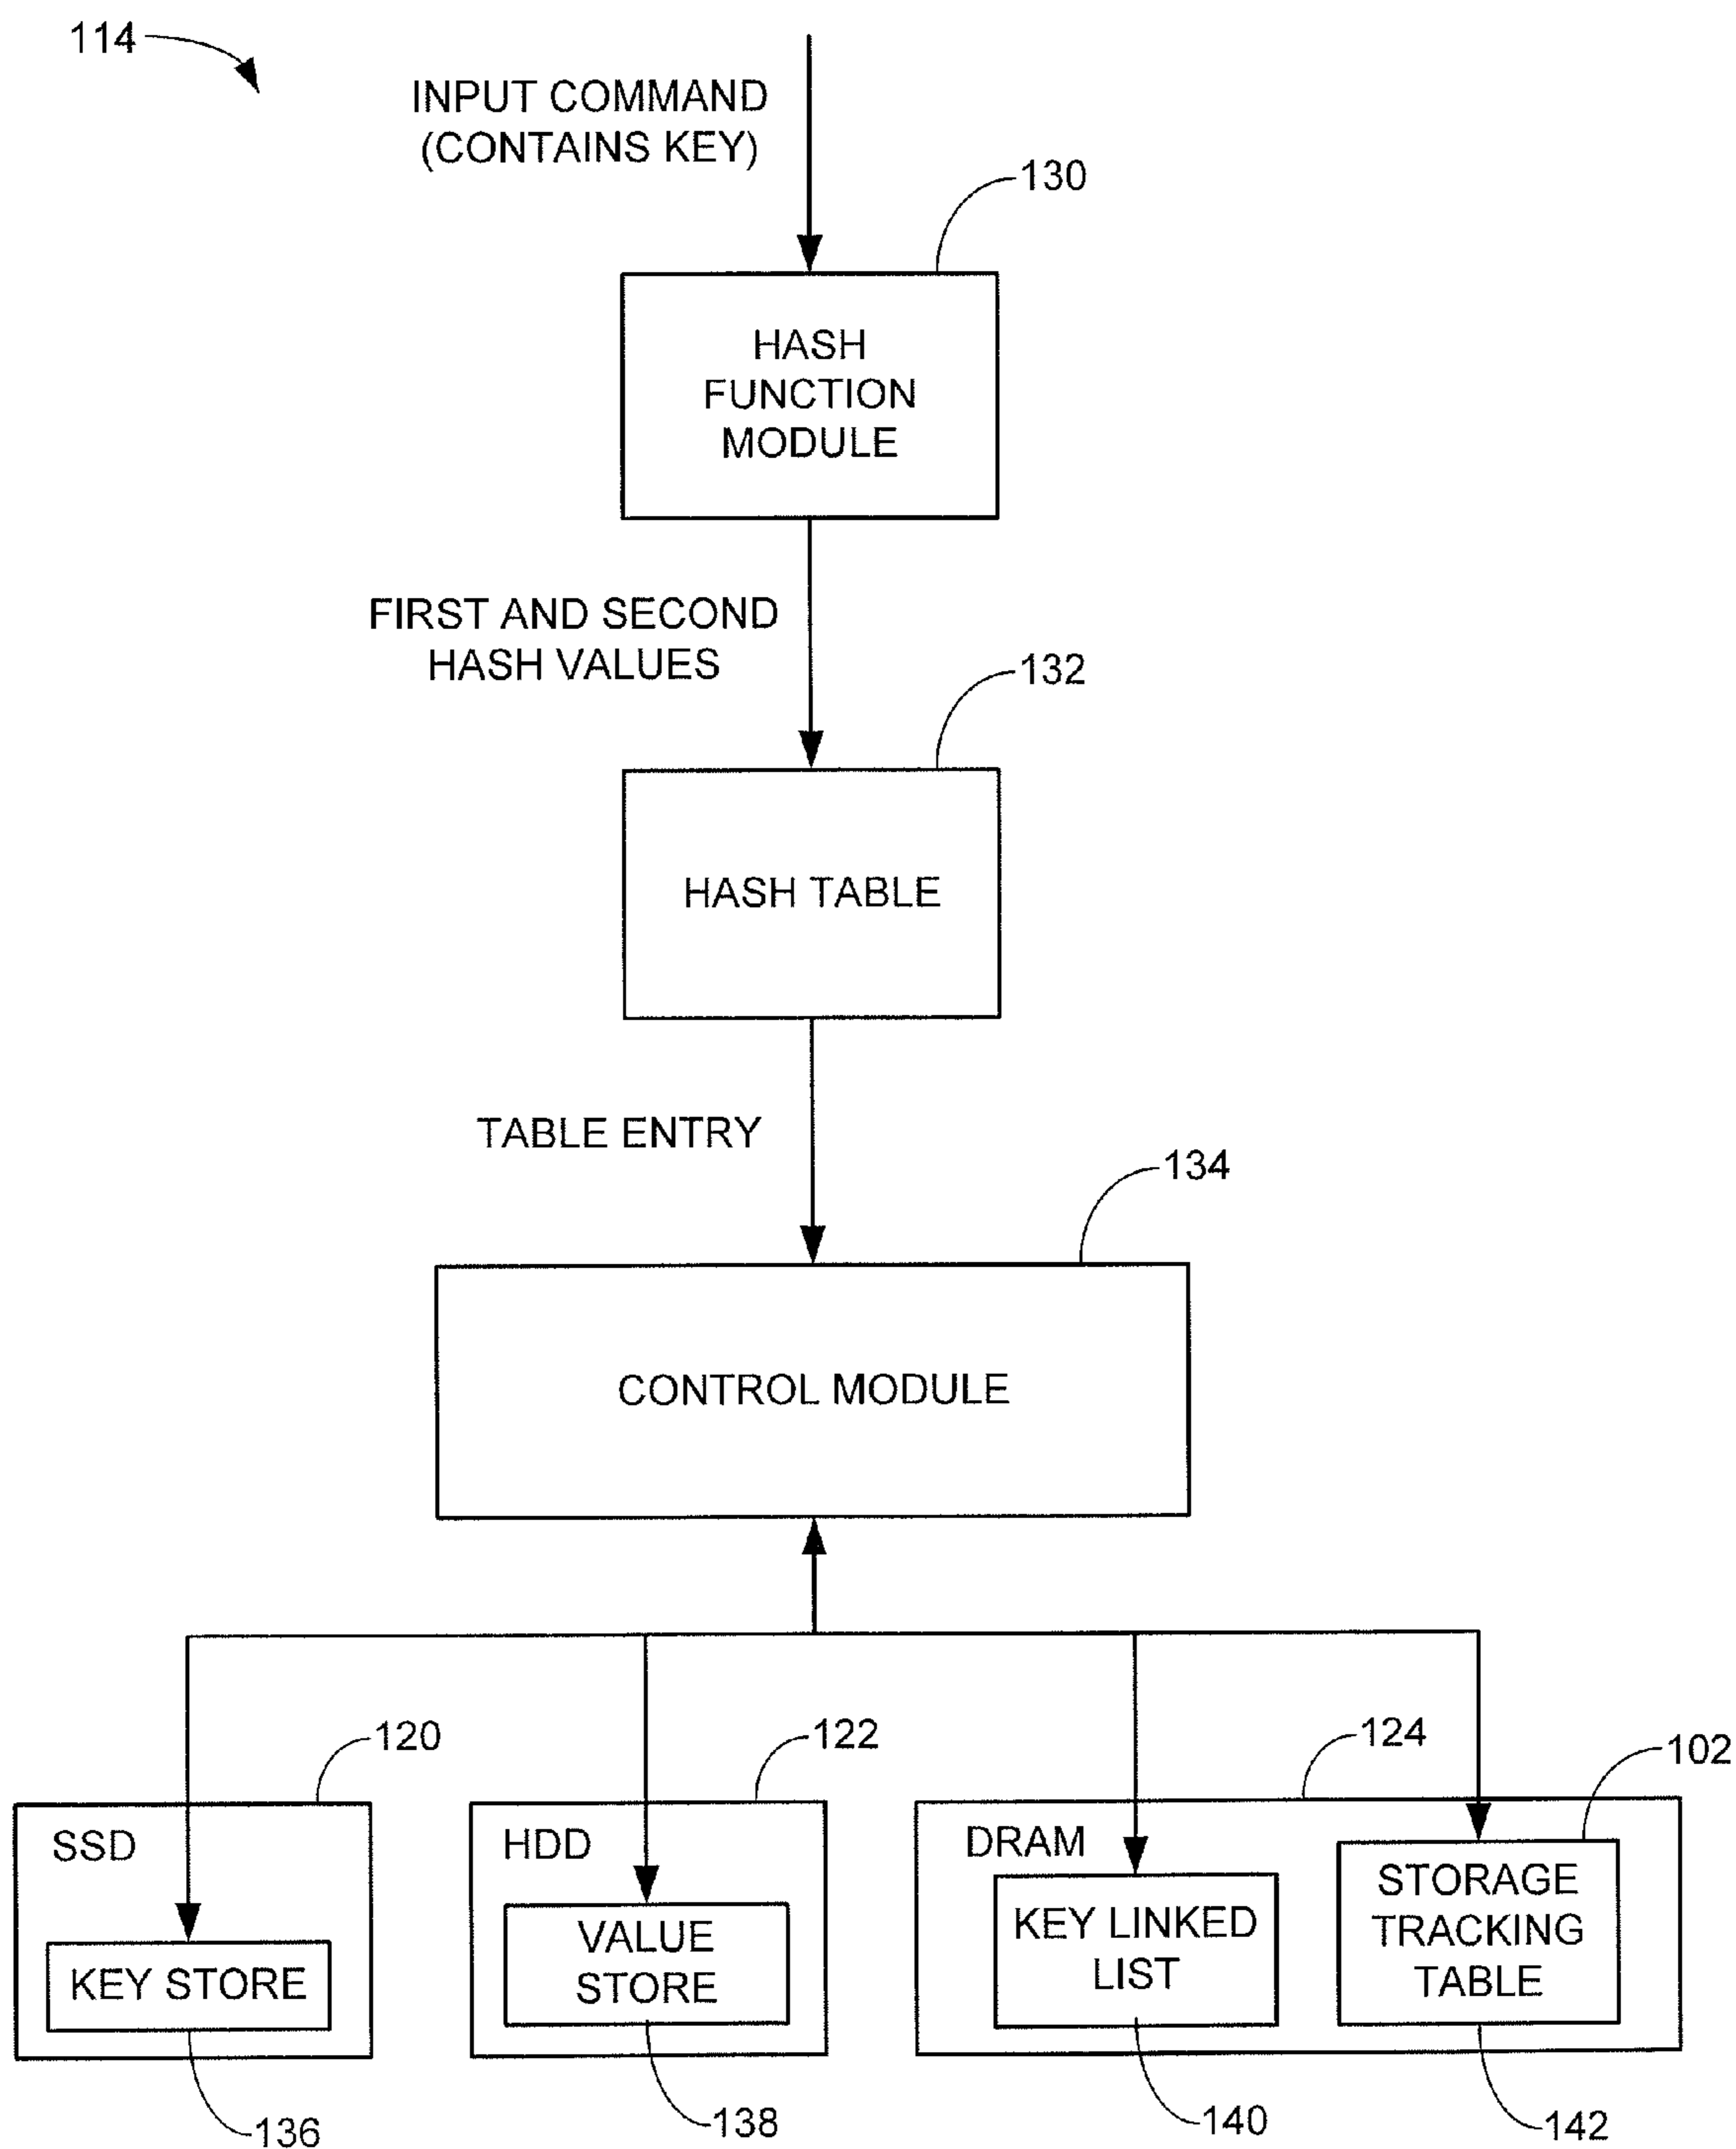 114
INPUT COMMAND
(CONTAINS KEY)
130
HASH
FUNCTION
MODULE
FIRST AND SECOND
HASH VALUES
132
HASH TABLE
TABLE ENTRY
134
CONTROL MODULE
120
122
124
102
SSD
HDD
DRAM
KEY STORE
VALUE
STORE
KEY LINKED
LIST
STORAGE
TRACKING
TABLE
136
138
140
142